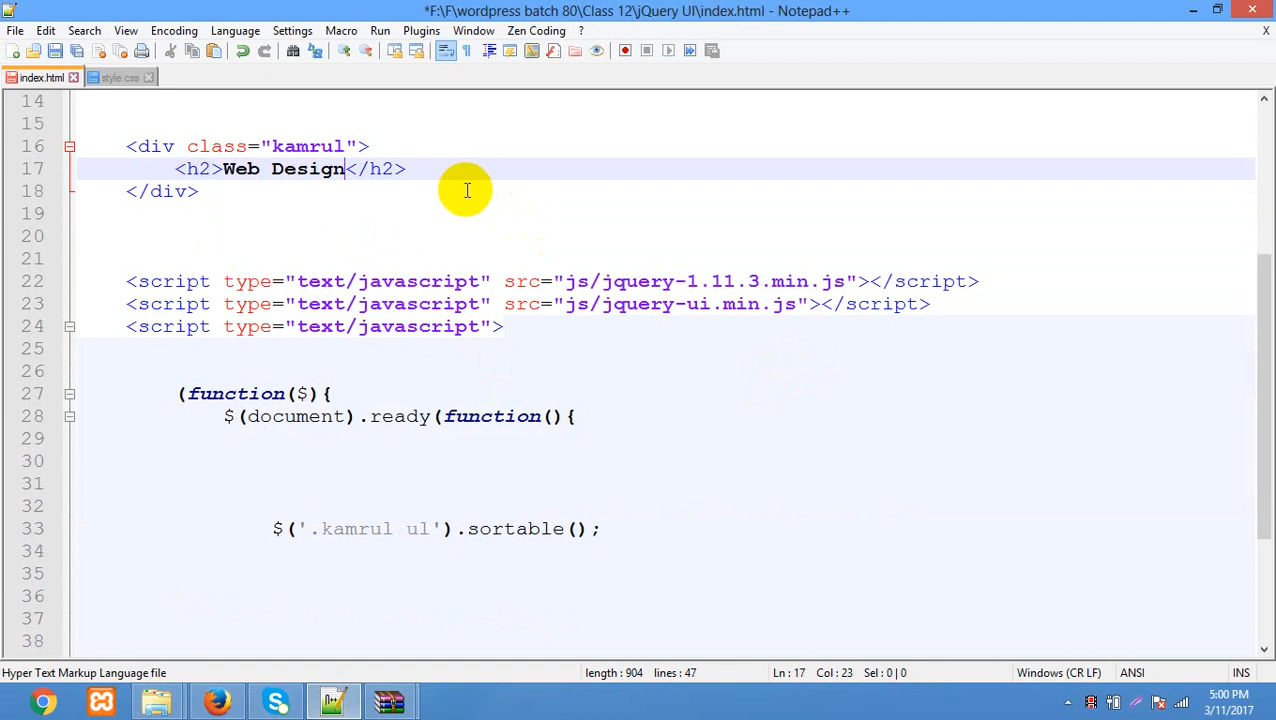 *F:\F\wordpress batch 80\Class 12\jQuery UI\index.html - Notepad++
File Edit Search View Encoding Language Settings Macro Run Plugins Window Zen Coding ? X
index.html style.css
14
15
16 <div class="kamrul">
17 <h2>Web Design</h2>
18 </div>
19
20
21
22 <script type="text/javascript" src="js/jquery-1.11.3.min.js"></script>
23 <script type="text/javascript" src="js/jquery-ui.min.js"></script>
24 <script type="text/javascript">
25
26
27 (function($){
28 $(document).ready(function(){
29
30
31
32
33 $('.kamrul ul').sortable();
34
35
36
37
38
Hyper Text Markup Language file length : 904 lines : 47 Ln : 17 Col : 23 Sel : 0 | 0 Windows (CR LF) ANSI INS
5:00 PM
3/11/2017